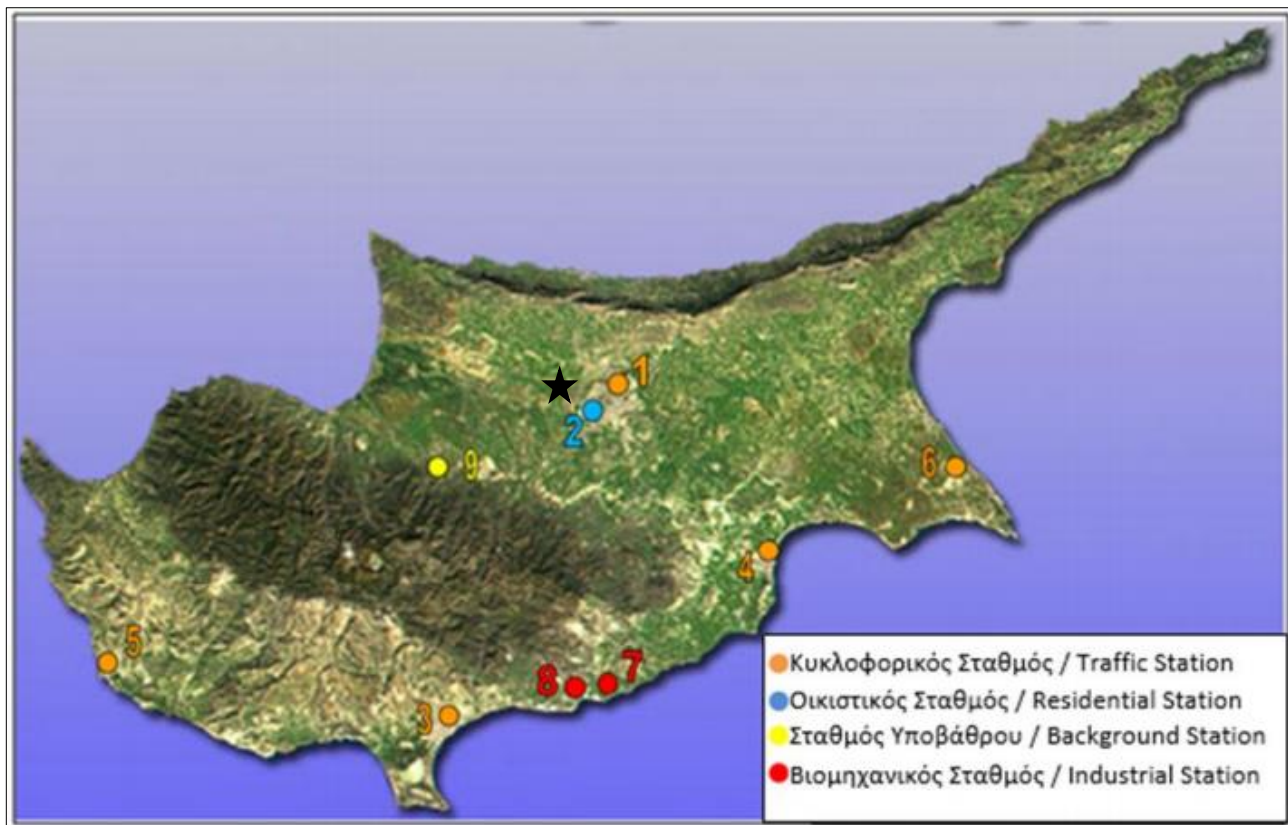 1
2
9
6
4
5
7
8
3
Κυκλοφορικός Σταθμός / Traffic Station
Οικιστικός Σταθμός / Residential Station
Σταθμός Υποβάθρου / Background Station
Βιομηχανικός Σταθμός / Industrial Station